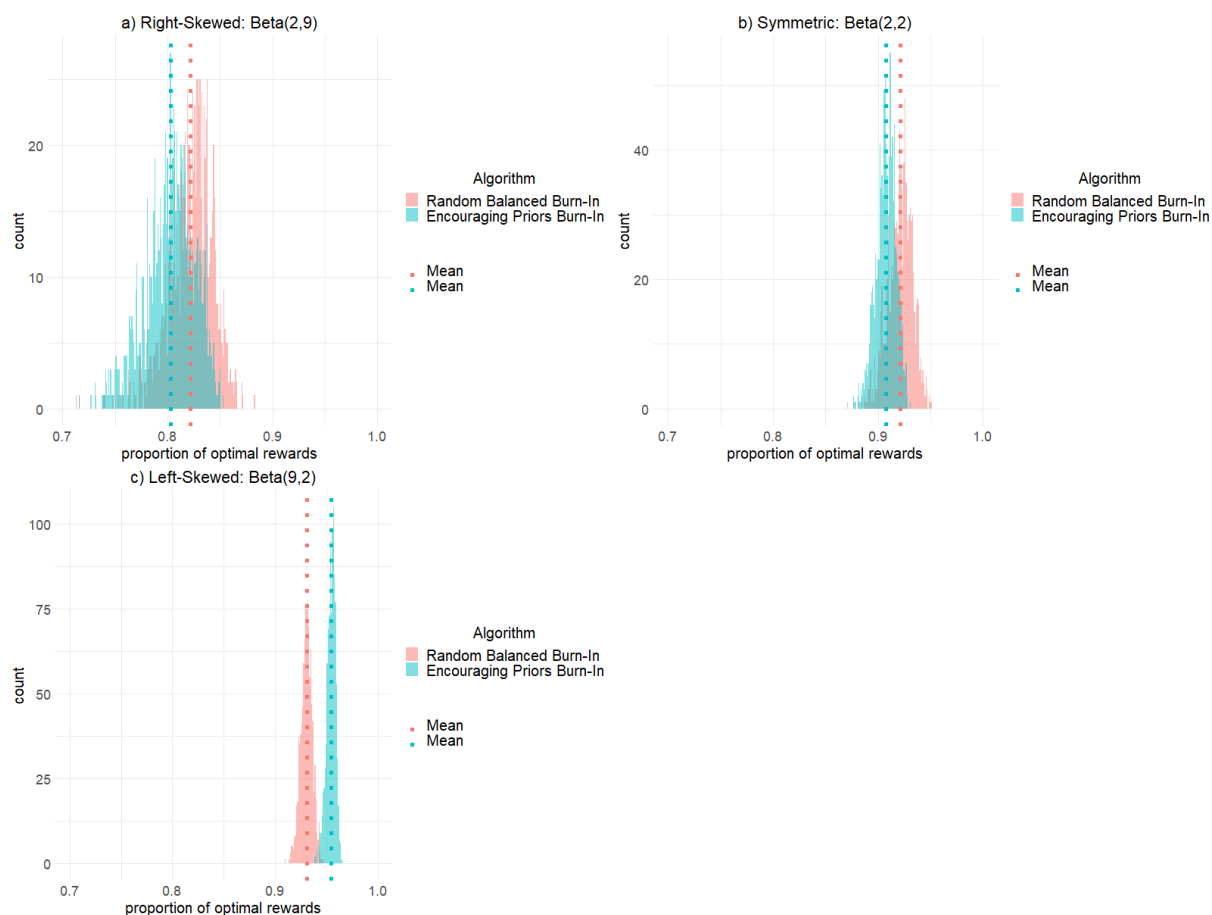 a) Right-Skewed: Beta(2,9)
count
20
10
0
0.7 0.8 0.9 1.0
proportion of optimal rewards
Algorithm
Random Balanced Burn-In
Encouraging Priors Burn-In
Mean
Mean
b) Symmetric: Beta(2,2)
count
40
20
0
0.7 0.8 0.9 1.0
proportion of optimal rewards
Algorithm
Random Balanced Burn-In
Encouraging Priors Burn-In
Mean
Mean
c) Left-Skewed: Beta(9,2)
count
100
75
50
25
0
0.7 0.8 0.9 1.0
proportion of optimal rewards
Algorithm
Random Balanced Burn-In
Encouraging Priors Burn-In
Mean
Mean